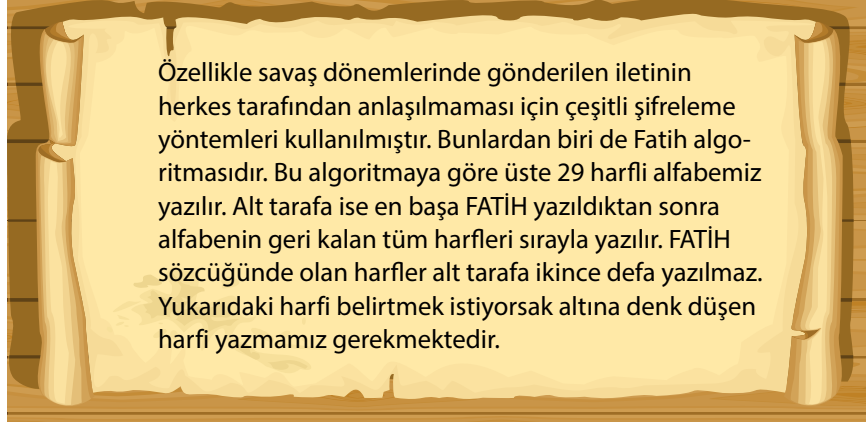 Özellikle savaş dönemlerinde gönderilen iletinin
herkes tarafından anlaşılmaması için çeşitli şifreleme
yöntemleri kullanılmıştır. Bunlardan biri de Fatih algo-
ritmasıdır. Bu algoritmaya göre üste 29 harfli alfabemiz
yazılır. Alt tarafa ise en başa FATİH yazıldıktan sonra
alfabenin geri kalan tüm harfleri sırayla yazılır. FATİH
sözcüğünde olan harfler alt tarafa ikince defa yazılmaz.
Yukarıdaki harfi belirtmek istiyorsak altına denk düşen
harfi yazmamız gerekmektedir.